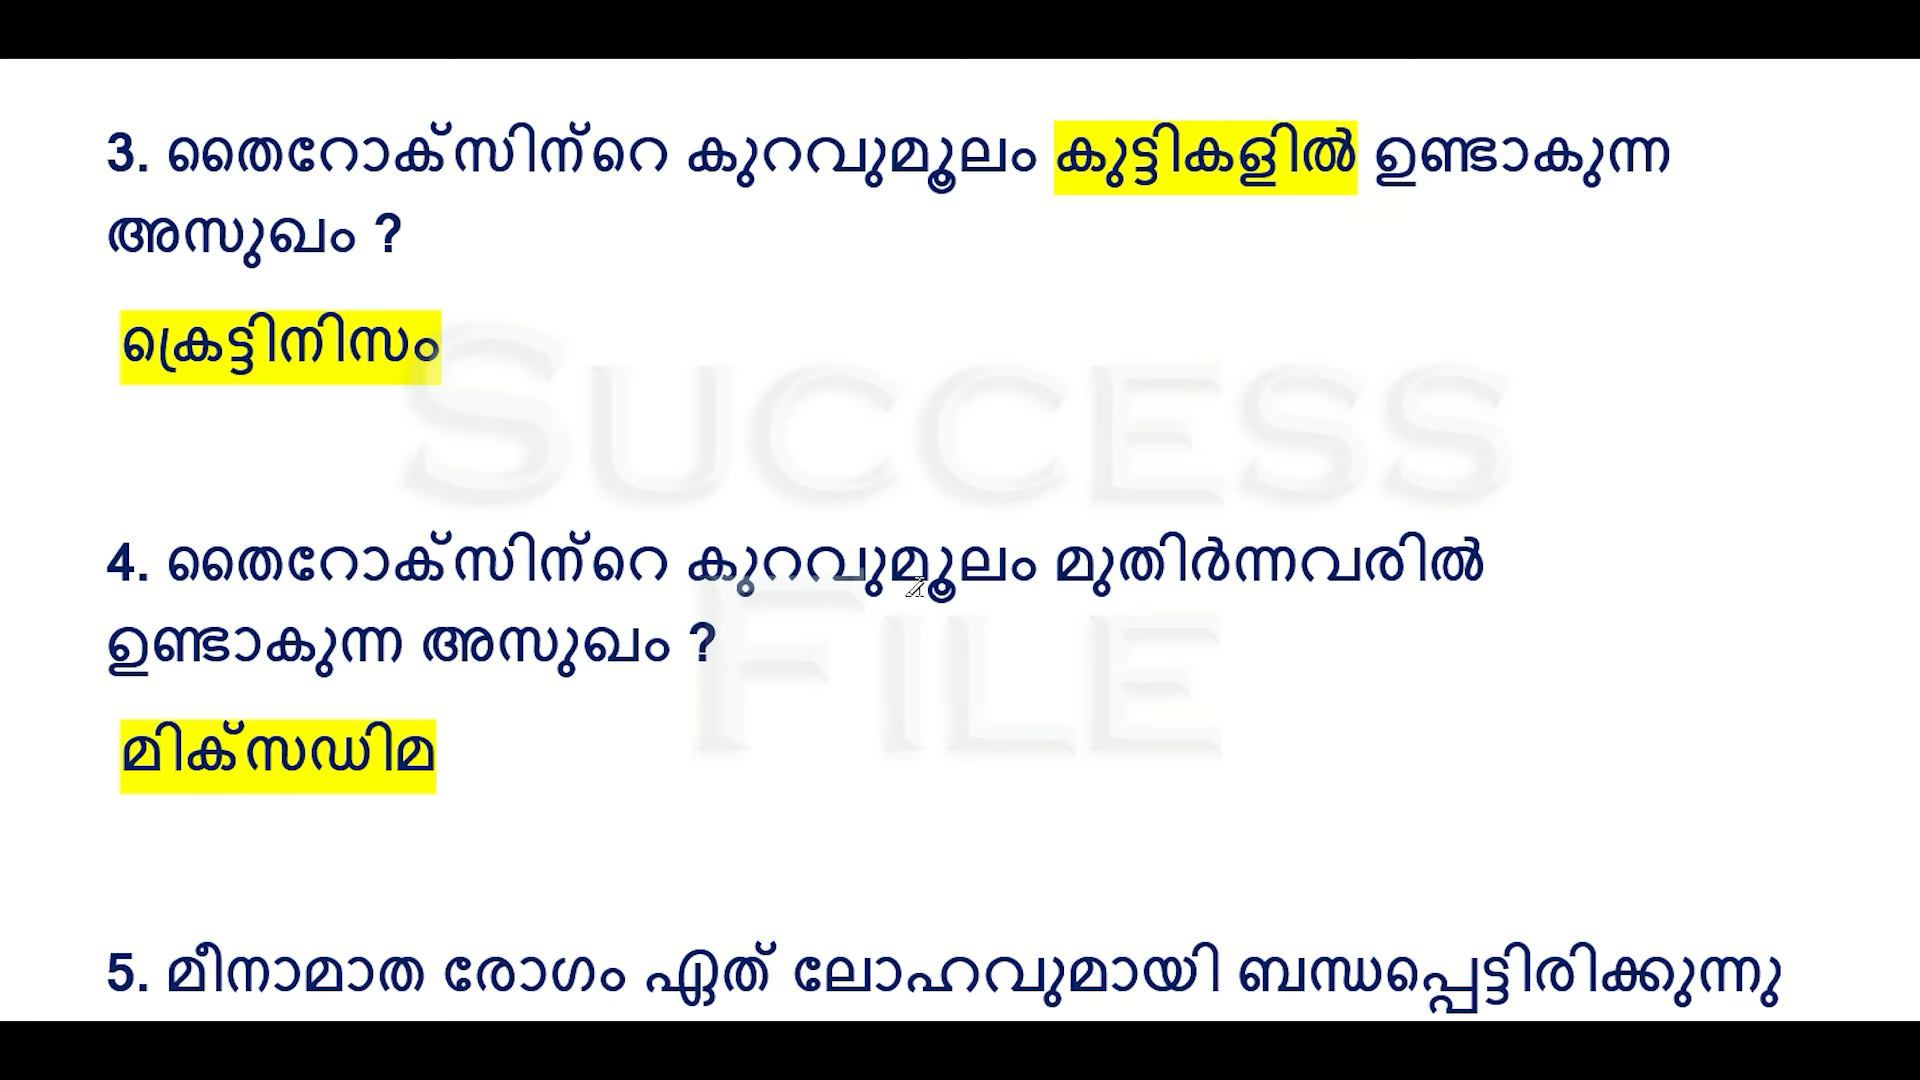 3. തൈറോക്സിന്റെ കുറവുമൂലം കുട്ടികളിൽ ഉണ്ടാകുന്ന
അസുഖം ?
ക്രെട്ടിനിസം
SUCCESS
4. തൈറോക്സിന്റെ കുറവുമൂലം മുതിർന്നവരിൽ
ഉണ്ടാകുന്ന അസുഖം ?
FILE
മിക്സഡിമ
5. മീനാമാത രോഗം ഏത് ലോഹവുമായി ബന്ധപ്പെട്ടിരിക്കുന്നു